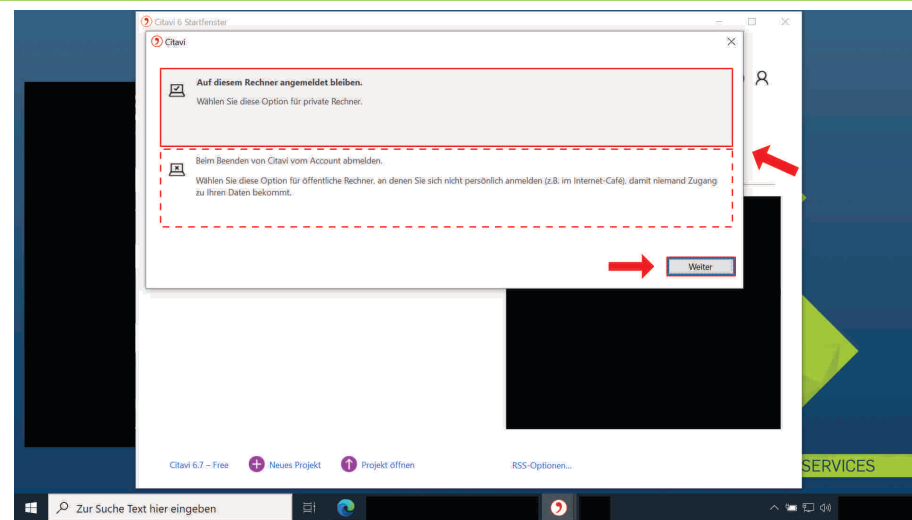 Citavi 6 Startfenster
Citavi
Auf diesem Rechner angemeldet bleiben.
Wählen Sie diese Option für private Rechner.
Beim Beenden von Citavi vom Account abmelden.
Wählen Sie diese Option für öffentliche Rechner, an denen Sie sich nicht persönlich anmelden (z.B. im Internet-Café), damit niemand Zugang
zu Ihren Daten bekommt.
Weiter
Citavi 6.7 – Free Neues Projekt Projekt öffnen RSS-Optionen...
SERVICES
Zur Suche Text hier eingeben